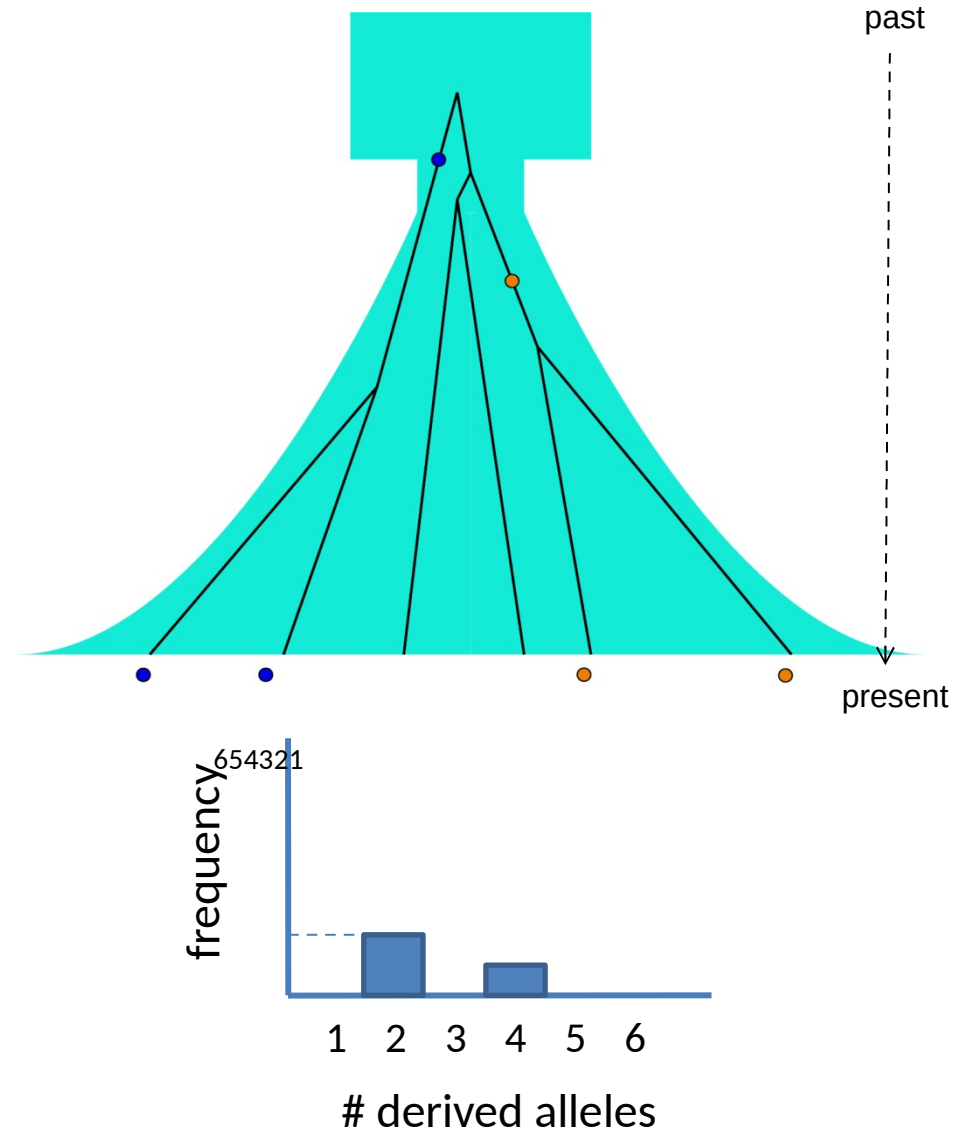 past
present
654321
frequency
1 2 3 4 5 6
# derived alleles